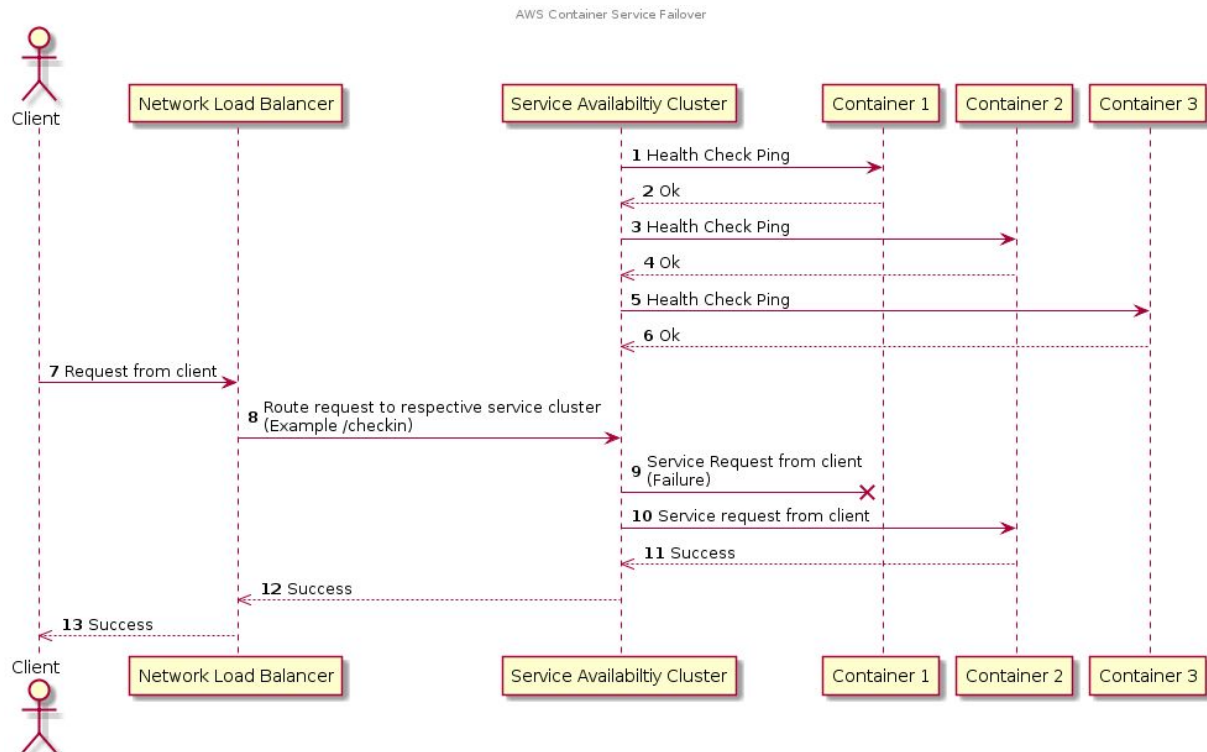 AWS Container Service Failover
Client
Network Load Balancer
Service Availabiltiy Cluster
Container 1
Container 2
Container 3
1 Health Check Ping
2 Ok
3 Health Check Ping
4 Ok
5 Health Check Ping
6 Ok
7 Request from client
8 Route request to respective service cluster
(Example /checkin)
9 Service Request from client
(Failure)
10 Service request from client
11 Success
12 Success
13 Success
Client
Network Load Balancer
Service Availabiltiy Cluster
Container 1
Container 2
Container 3